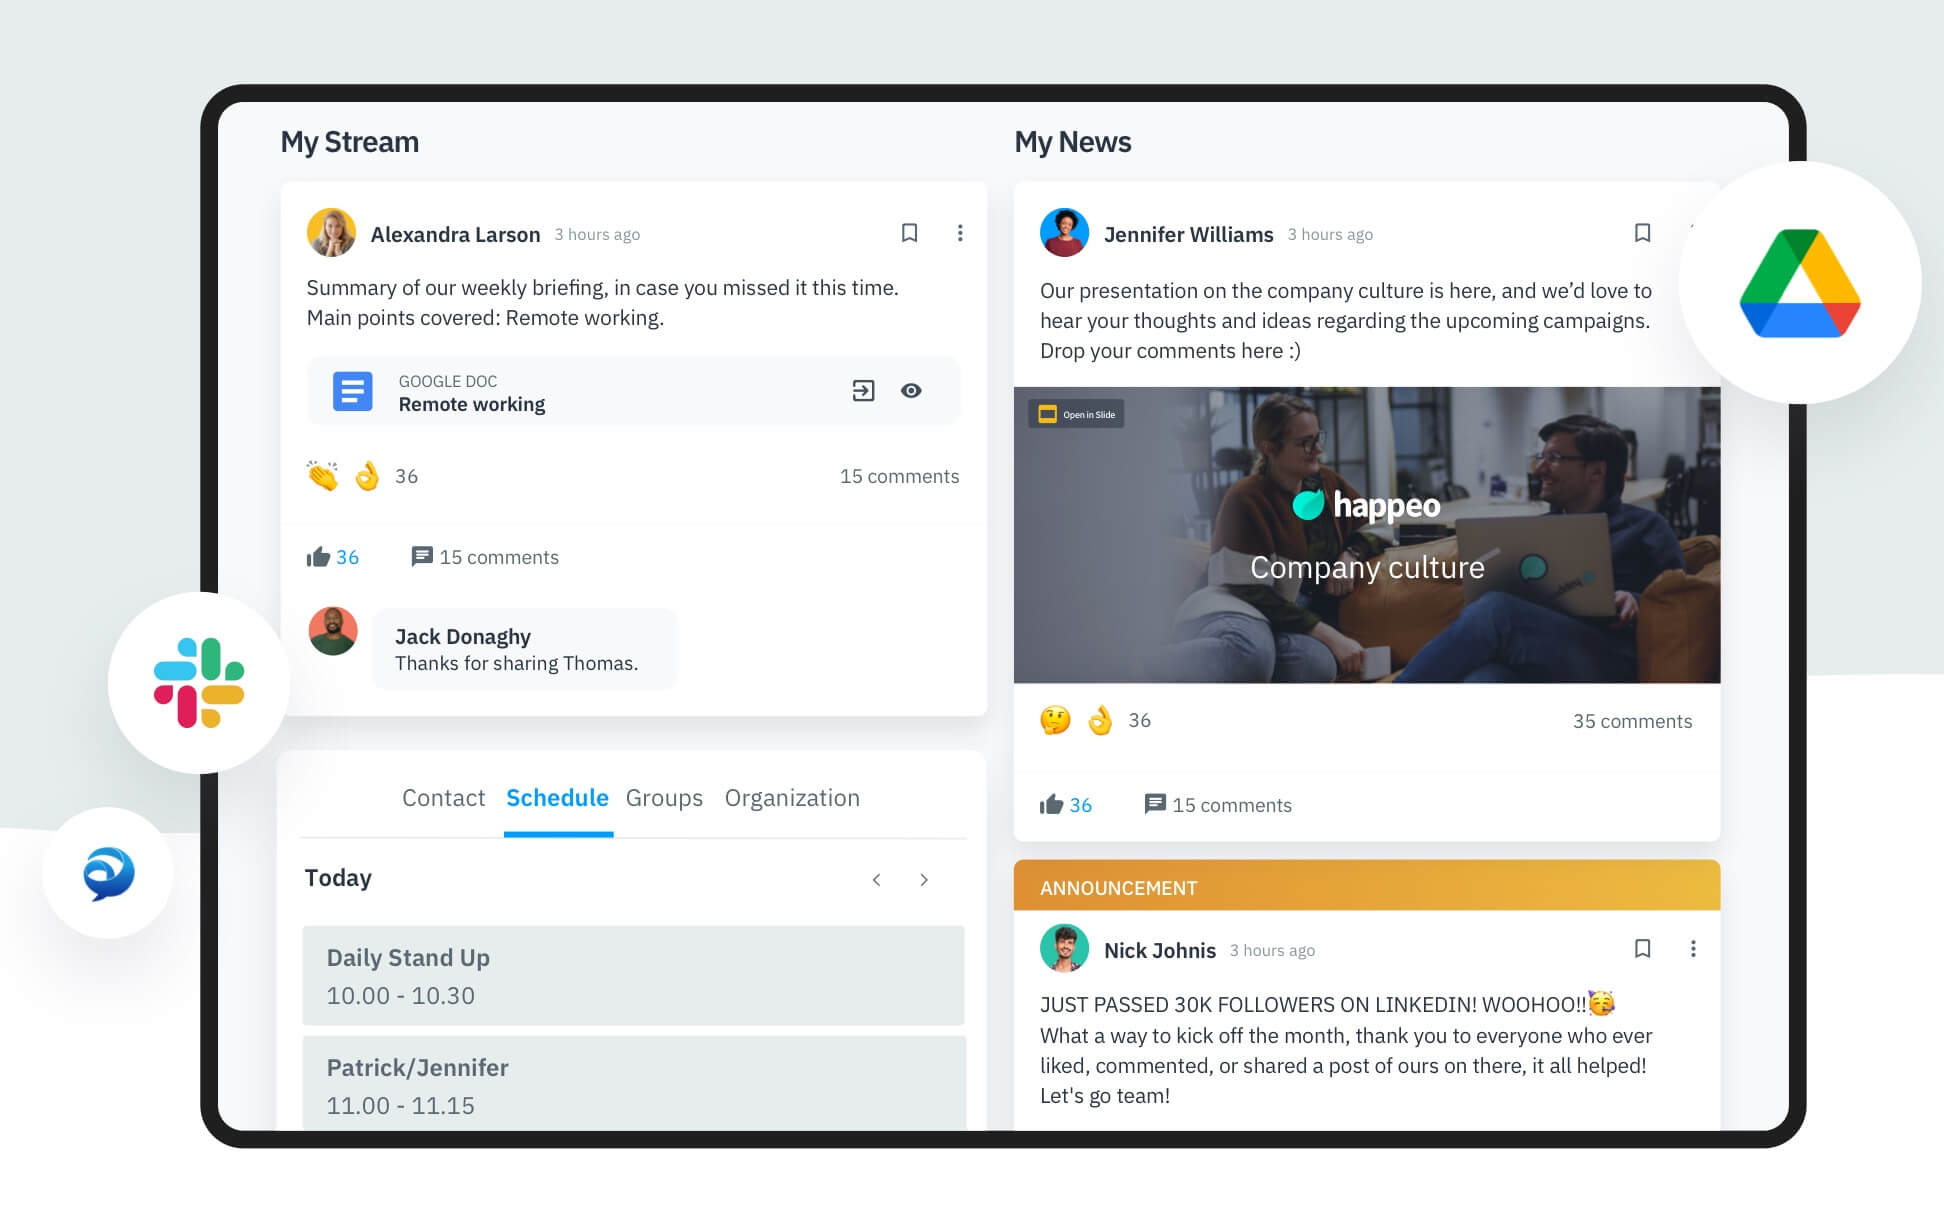 My Stream
Alexandra Larson 3 hours ago
Summary of our weekly briefing, in case you missed it this time.
Main points covered: Remote working.
GOOGLE DOC
Remote working
36
15 comments
36 15 comments
Jack Donaghy
Thanks for sharing Thomas.
Contact Schedule Groups Organization
Today
Daily Stand Up
10.00 - 10.30
Patrick/Jennifer
11.00 - 11.15
My News
Jennifer Williams 3 hours ago
Our presentation on the company culture is here, and we’d love to
hear your thoughts and ideas regarding the upcoming campaigns.
Drop your comments here :)
Open in Slide
happeo
Company culture
36
35 comments
36 15 comments
ANNOUNCEMENT
Nick Johnis 3 hours ago
JUST PASSED 30K FOLLOWERS ON LINKEDIN! WOOHOO!!🥳
What a way to kick off the month, thank you to everyone who ever
liked, commented, or shared a post of ours on there, it all helped!
Let's go team!